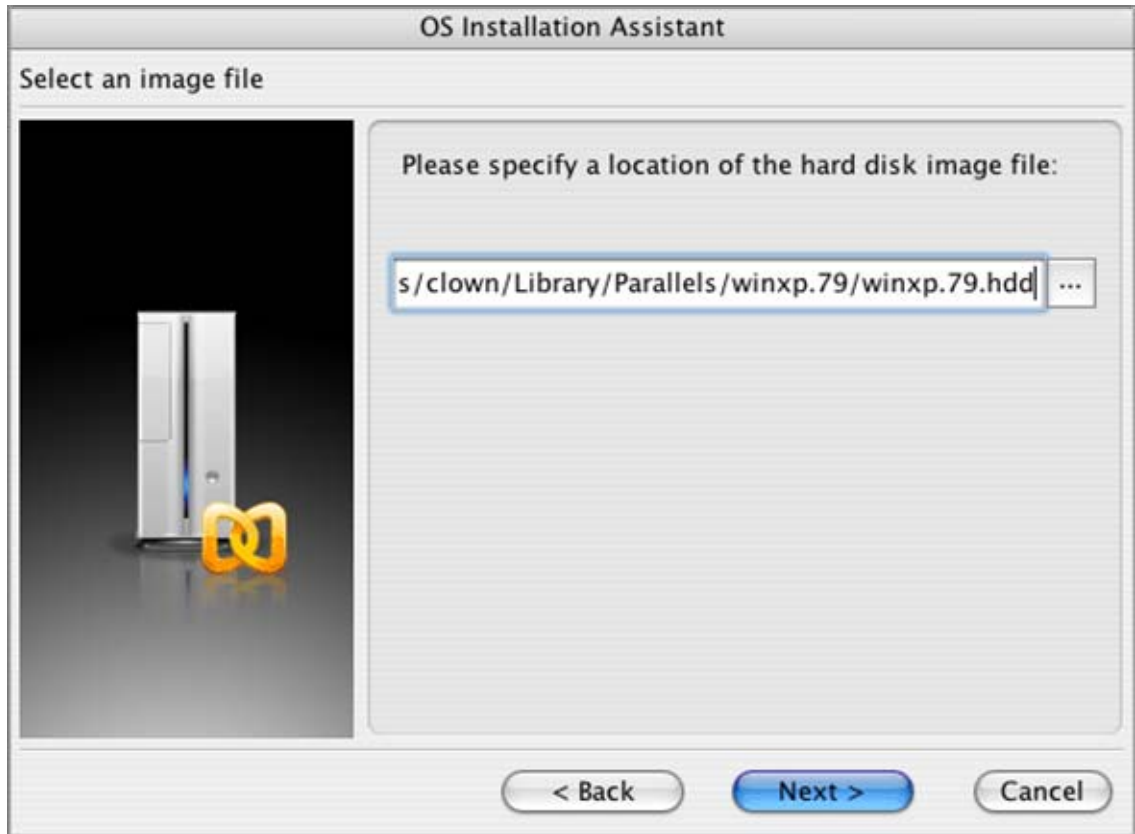 OS Installation Assistant
Select an image file
Please specify a location of the hard disk image file:
s/clown/Library/Parallels/winxp.79/winxp.79.hdd ...
< Back Next > Cancel